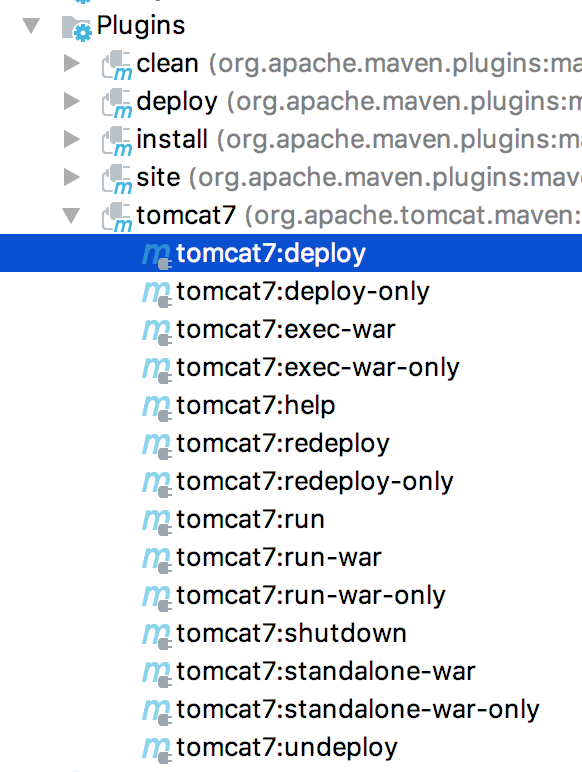 Plugins
clean (org.apache.maven.plugins:ma
deploy (org.apache.maven.plugins:m
install (org.apache.maven.plugins:ma
site (org.apache.maven.plugins:mav
tomcat7 (org.apache.tomcat.maven:
tomcat7:deploy
tomcat7:deploy-only
tomcat7:exec-war
tomcat7:exec-war-only
tomcat7:help
tomcat7:redeploy
tomcat7:redeploy-only
tomcat7:run
tomcat7:run-war
tomcat7:run-war-only
tomcat7:shutdown
tomcat7:standalone-war
tomcat7:standalone-war-only
tomcat7:undeploy